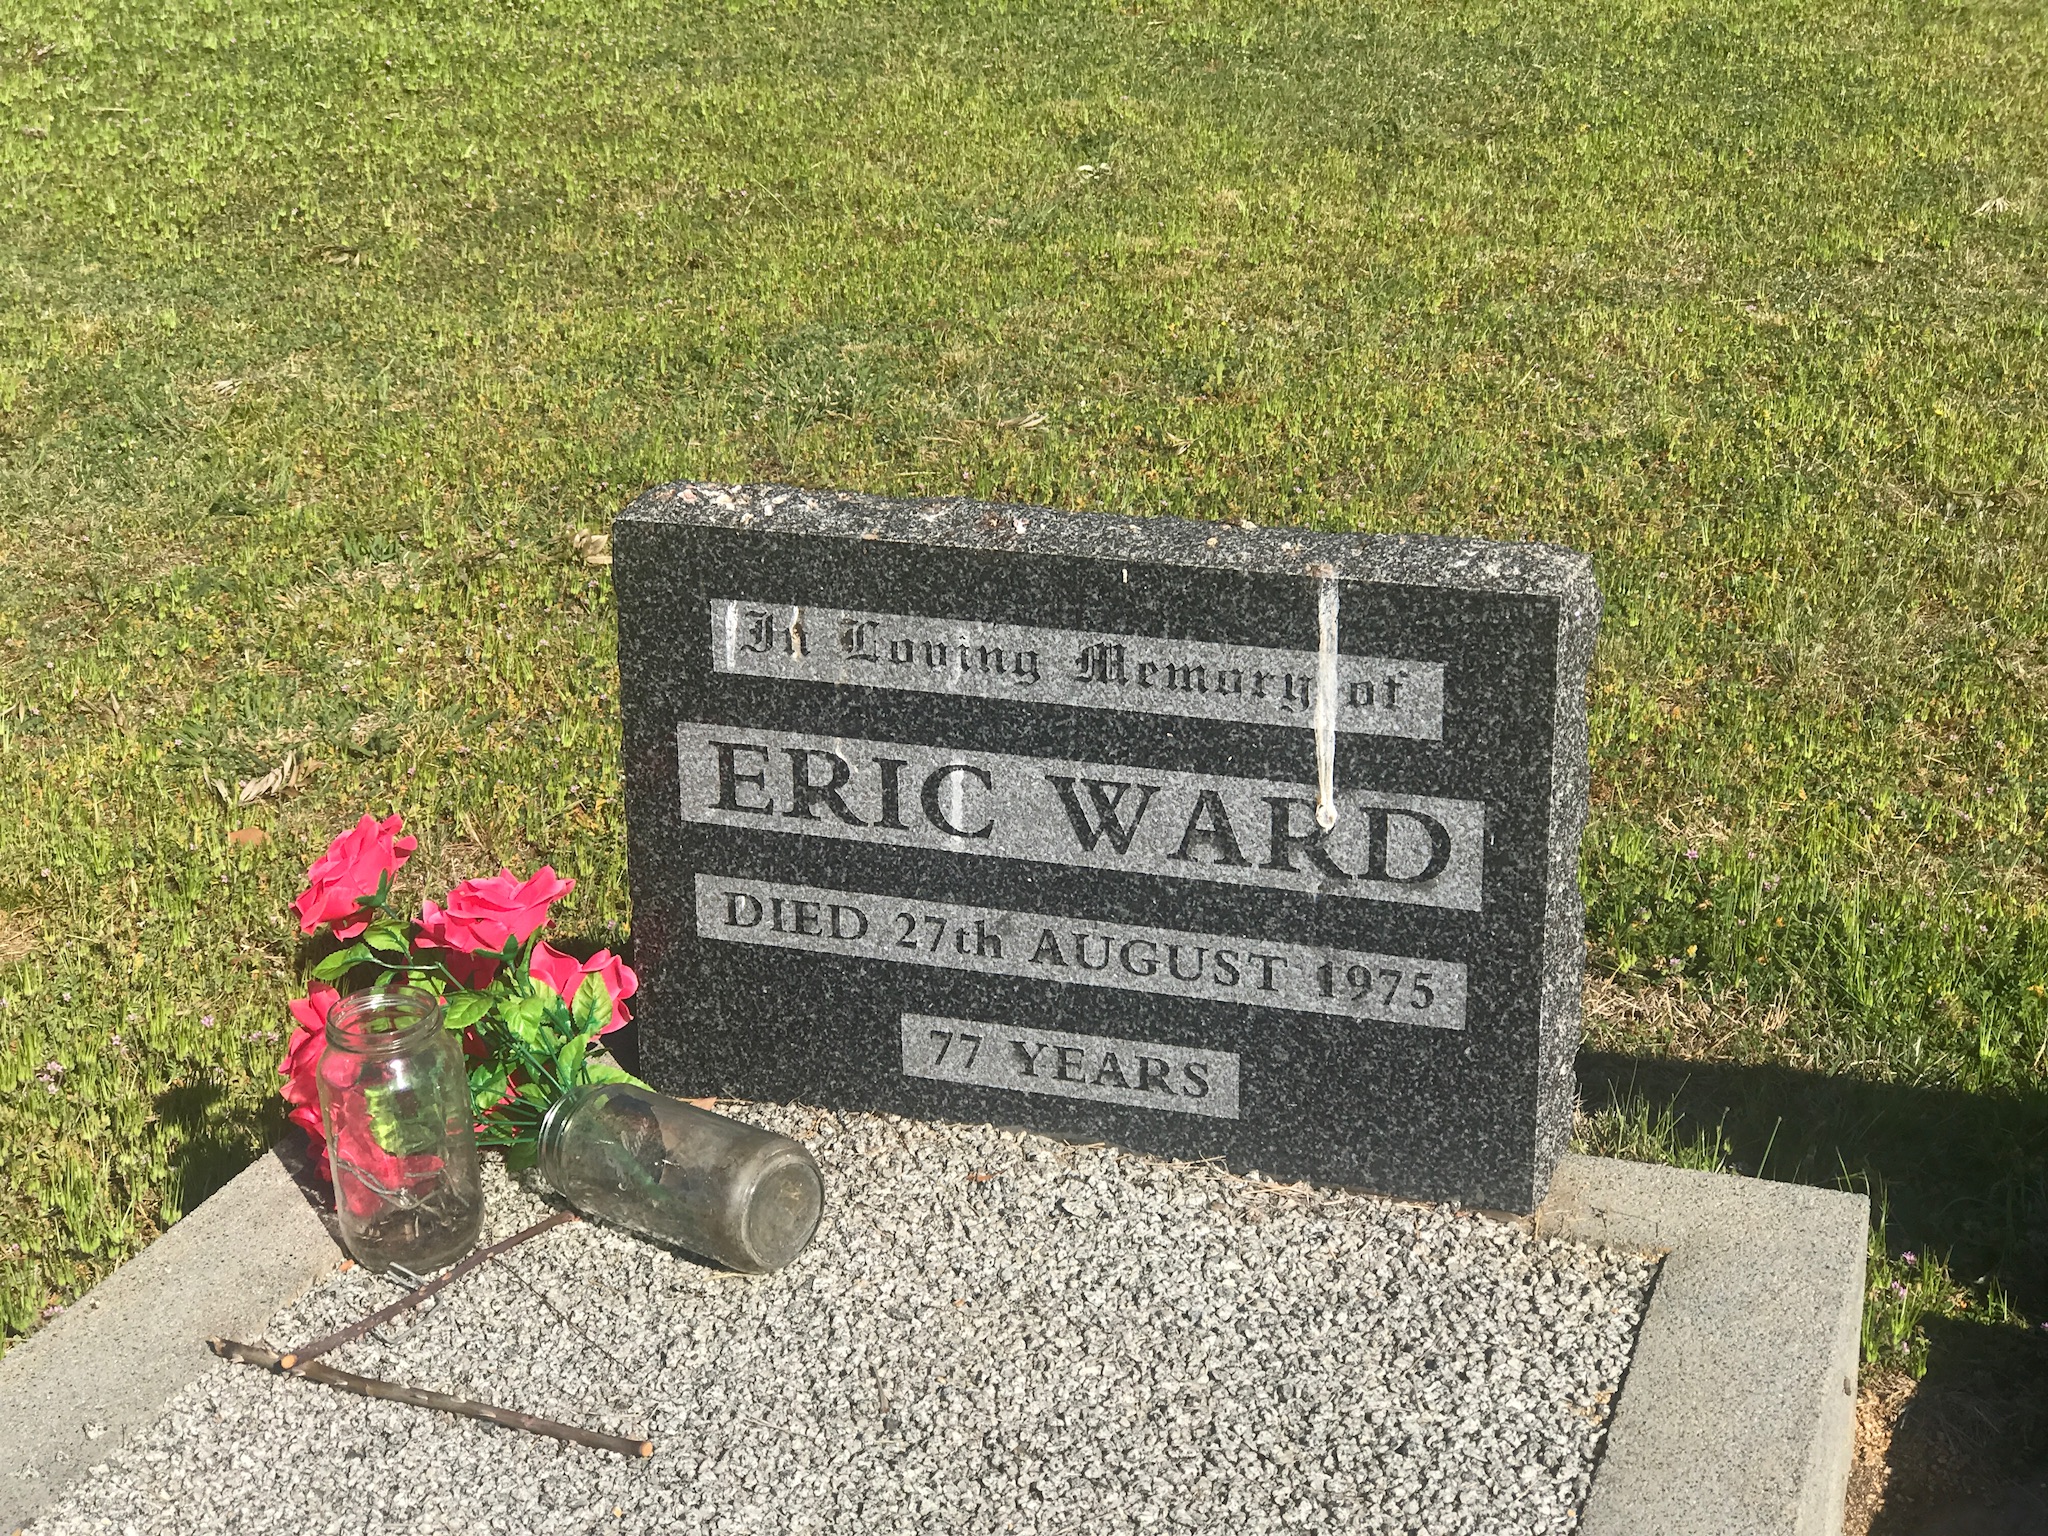 In Loving Memory of
ERIC WARD
DIED 27th AUGUST 1975
77 YEARS